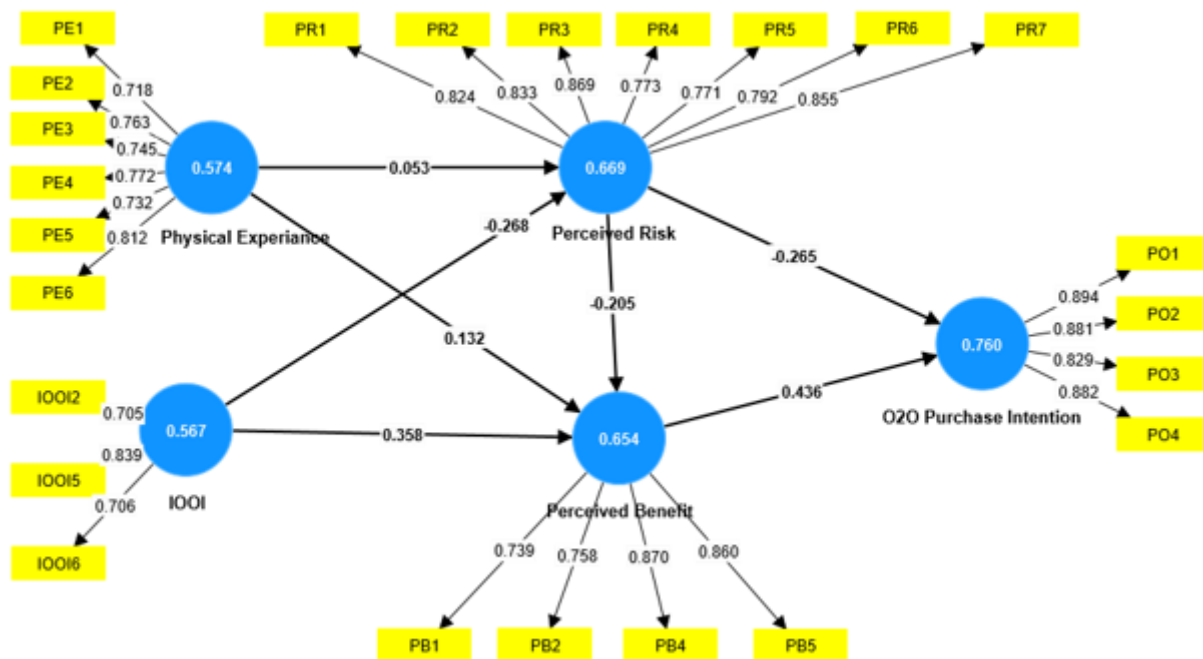 PE1
PE2
PE3
PE4
PE5
PE6
0.718
0.763
0.745
0.772
0.732
0.812
0.574
Physical Experiance
PR1
PR2
PR3
PR4
PR5
PR6
PR7
0.824
0.833
0.869
0.773
0.771
0.792
0.855
0.669
Perceived Risk
0.053
-0.268
0.132
-0.205
-0.265
0.358
0.436
IOOI2
IOOI5
IOOI6
0.705
0.839
0.706
0.567
IOOI
0.654
Perceived Benefit
0.739
0.758
0.870
0.860
PB1
PB2
PB4
PB5
0.760
O2O Purchase Intention
0.894
0.881
0.829
0.882
PO1
PO2
PO3
PO4